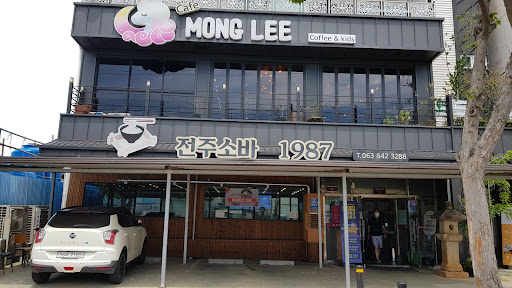 Cafe
MONG LEE
Coffee & kids
전주소바 1987
T.063 842 3288